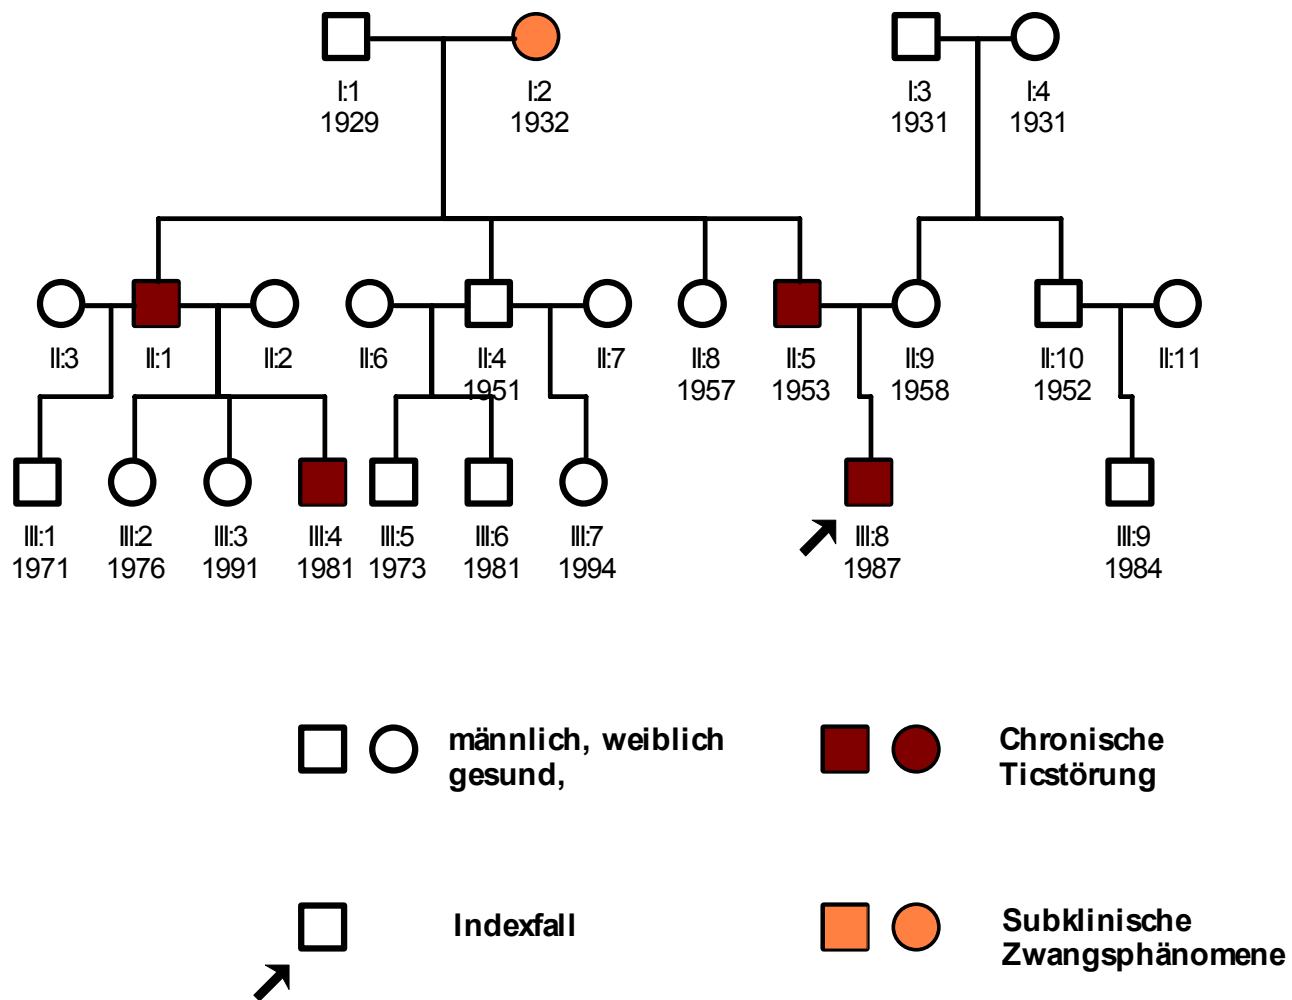 I:1 I:2 I:3 I:4
1929 1932 1931 1931
II:3 II:1 II:2 II:6 II:4 II:7 II:8 II:5 II:9 II:10 II:11
1951 1957 1953 1958 1952
III:1 III:2 III:3 III:4 III:5 III:6 III:7 III:8 III:9
1971 1976 1991 1981 1973 1981 1994 1987 1984
männlich, weiblich
gesund,
Chronische
Ticstörung
Indexfall
Subklinische
Zwangsphänomene